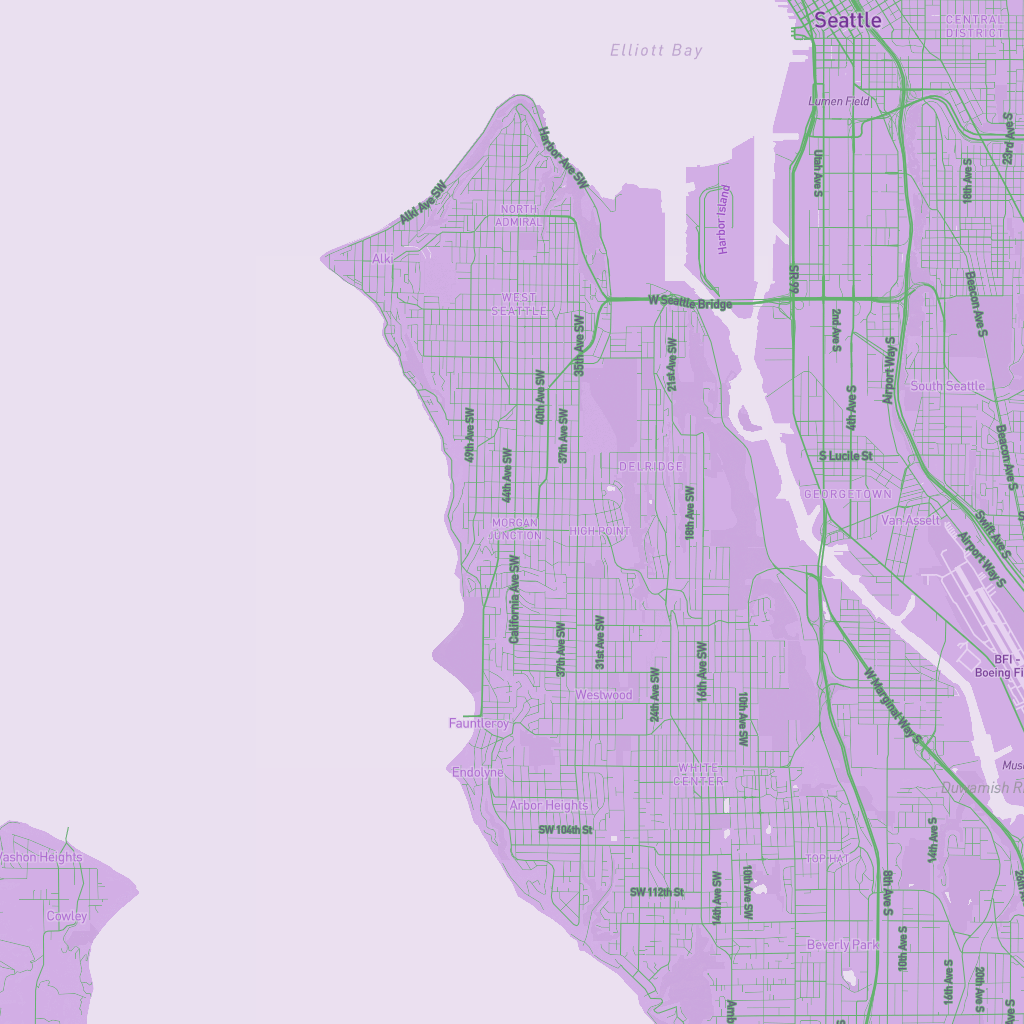 Seattle
CENTRAL
DISTRICT
Elliott Bay
Lumen Field
23rd Ave S
Harbor Ave SW
Utah Ave S
18th Ave S
Alki Ave SW
NORTH
ADMIRAL
Harbor Island
Alki
SR 99
Beacon Ave S
WEST
SEATTLE
W Seattle Bridge
2nd Ave S
35th Ave SW
21st Ave SW
Airport Way S
South Seattle
40th Ave SW
4th Ave S
49th Ave SW
37th Ave SW
Beacon Ave S
S Lucile St
44th Ave SW
DELRIDGE
GEORGETOWN
18th Ave SW
Van Asselt
MORGAN
JUNCTION
HIGH POINT
Swift Ave S
Airport Way S
California Ave SW
37th Ave SW
31st Ave SW
16th Ave SW
BFI -
Boeing Fi
24th Ave SW
Westwood
10th Ave SW
W Marginal Way S
Fauntleroy
Endolyne
WHITE
CENTER
Muse
Duwamish Ri
Arbor Heights
SW 104th St
14th Ave S
Vashon Heights
TOP HAT
SW 112th St
14th Ave SW
10th Ave SW
8th Ave S
26th
Cowley
Beverly Park
10th Ave S
16th Ave S
20th Ave S
Amb